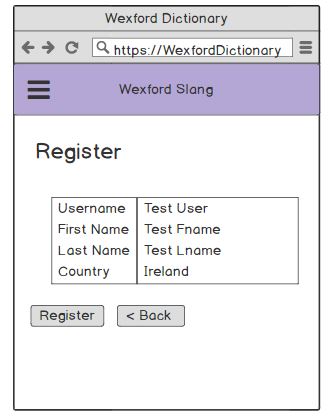 Wexford Dictionary
https://WexfordDictionary
Wexford Slang
Register
Username Test User
First Name Test Fname
Last Name Test Lname
Country Ireland
Register < Back